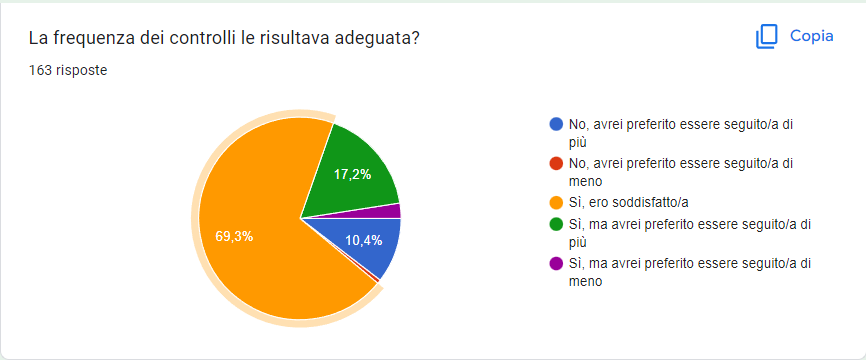 La frequenza dei controlli le risultava adeguata?
Copia
163 risposte
17,2%
69,3%
10,4%
No, avrei preferito essere seguito/a di
più
No, avrei preferito essere seguito/a di
meno
Sì, ero soddisfatto/a
Sì, ma avrei preferito essere seguito/a di
più
Sì, ma avrei preferito essere seguito/a di
meno